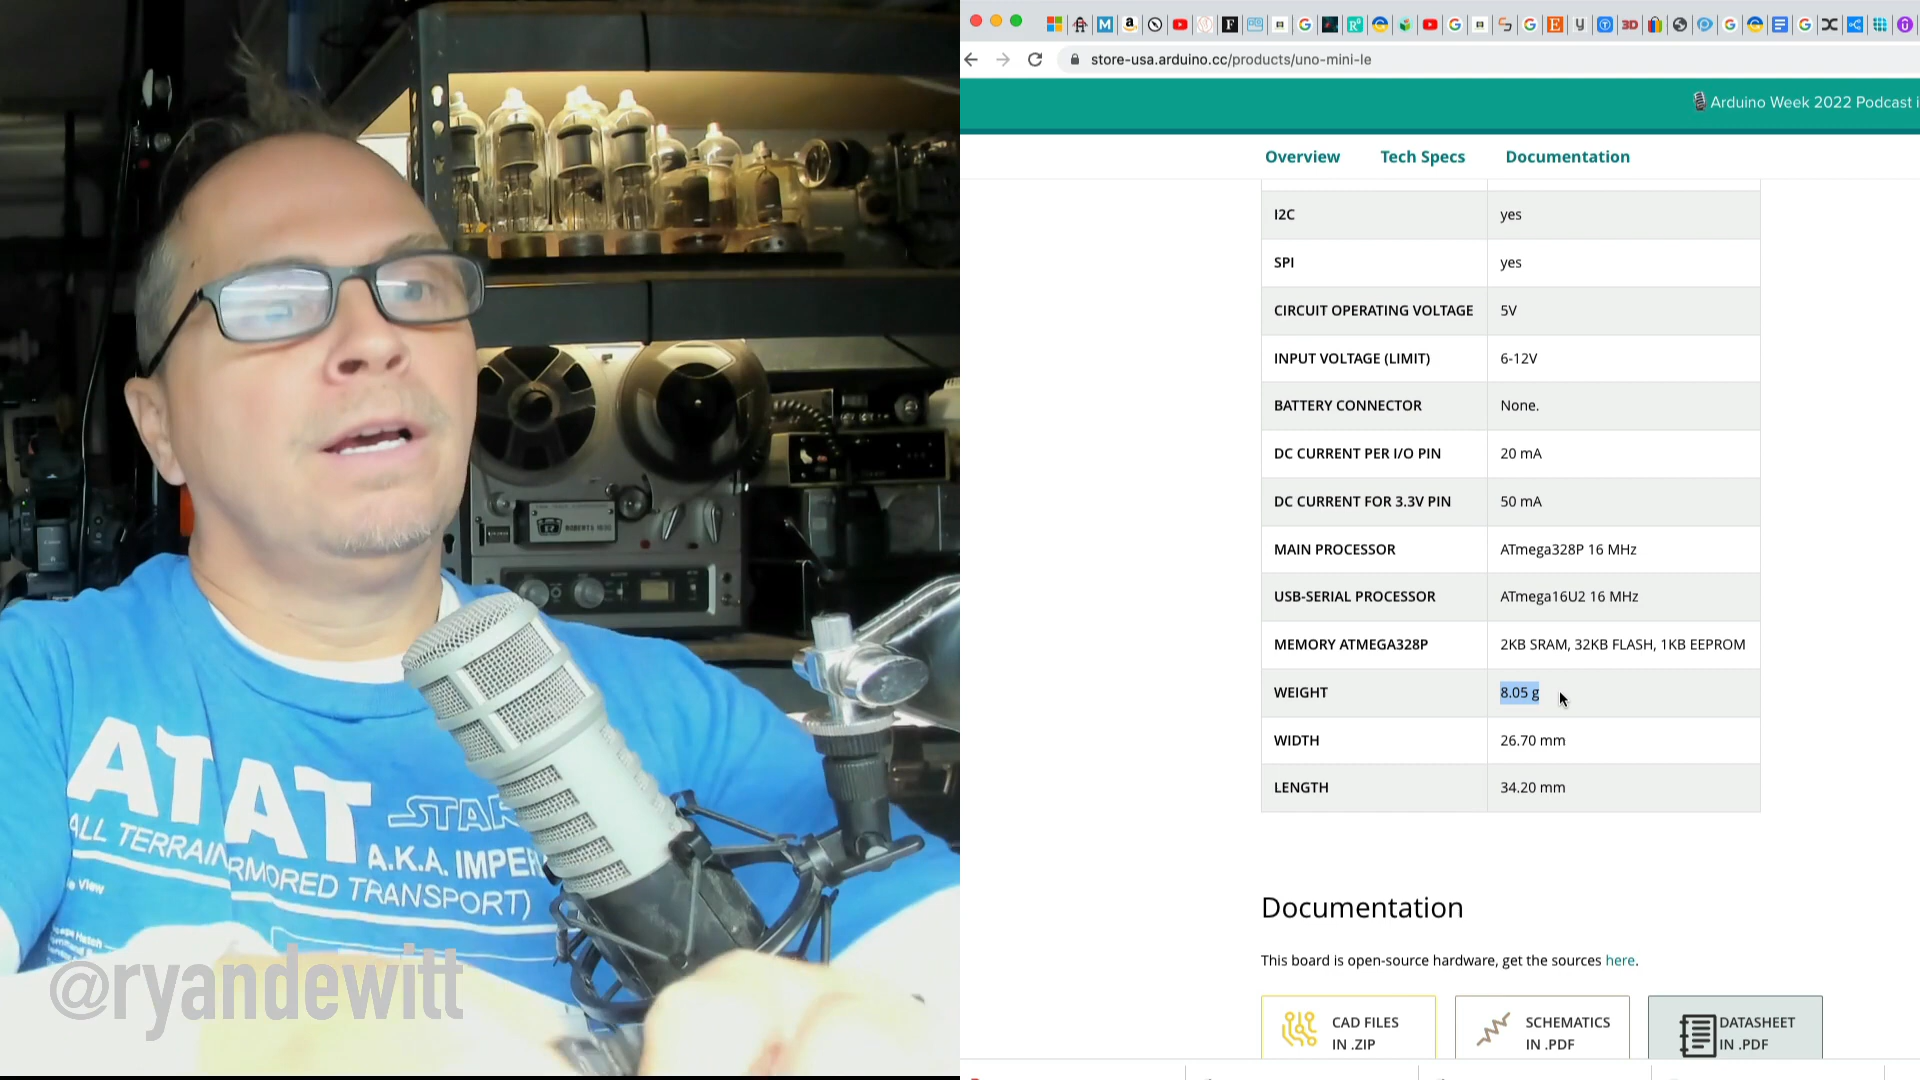 store-usa.arduino.cc/products/uno-mini-le
Arduino Week 2022 Podcast i
Overview
Tech Specs
Documentation
I2C
yes
SPI
yes
CIRCUIT OPERATING VOLTAGE
5V
INPUT VOLTAGE (LIMIT)
6-12V
BATTERY CONNECTOR
None.
DC CURRENT PER I/O PIN
20 mA
DC CURRENT FOR 3.3V PIN
50 mA
MAIN PROCESSOR
ATmega328P 16 MHz
USB-SERIAL PROCESSOR
ATmega16U2 16 MHz
MEMORY ATMEGA328P
2KB SRAM, 32KB FLASH, 1KB EEPROM
WEIGHT
8.05 g
WIDTH
26.70 mm
LENGTH
34.20 mm
Documentation
This board is open-source hardware, get the sources here.
CAD FILES
IN .ZIP
SCHEMATICS
IN .PDF
DATASHEET
IN .PDF
ROBERTS
ATAT STAR
ALL TERRAIN ARMORED TRANSPORT)
A.K.A. IMPER
View
@ryandewitt